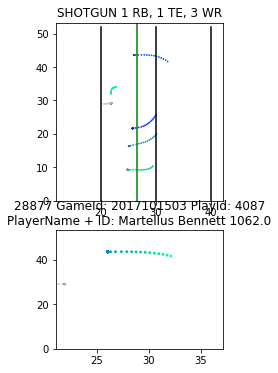 SHOTGUN 1 RB, 1 TE, 3 WR
50
40
30
20
10
0
20 30 40
28877 GameId: 2017101503 PlayId: 4087
PlayerName + ID: Martellus Bennett 1062.0
40
20
0
25 30 35